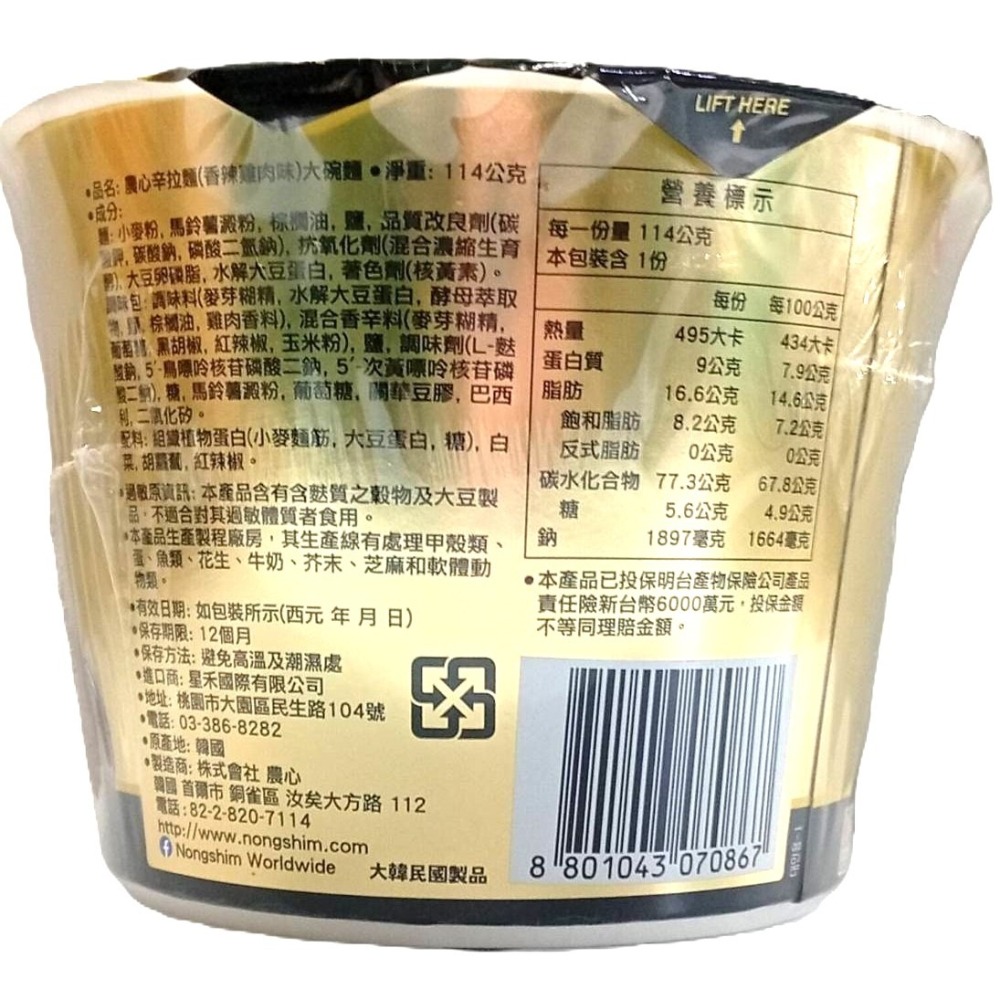 LIFT HERE
•品名: 農心辛拉麵(香辣雞肉味)大碗麵 •淨重: 114公克
•成分:
麵: 小麥粉, 馬鈴薯澱粉, 棕櫚油, 鹽, 品質改良劑(碳
酸鉀, 碳酸鈉, 磷酸二氫鈉), 抗氧化劑(混合濃縮生育
醇), 大豆卵磷脂, 水解大豆蛋白, 著色劑(核黃素)。
調味包: 調味料(麥芽糊精, 水解大豆蛋白, 酵母萃取
物, 鹽, 棕櫚油, 雞肉香料), 混合香辛料(麥芽糊精,
葡萄糖, 黑胡椒, 紅辣椒, 玉米粉), 鹽, 調味劑(L-麩
酸鈉, 5´-鳥嘌呤核苷磷酸二鈉, 5´-次黃嘌呤核苷磷
酸二鈉), 糖, 馬鈴薯澱粉, 葡萄糖, 關華豆膠, 巴西
利, 二氧化矽。
配料: 組織植物蛋白(小麥麵筋, 大豆蛋白, 糖), 白
菜, 胡蘿蔔, 紅辣椒。
•過敏原資訊: 本產品含有含麩質之穀物及大豆製
品, 不適合對其過敏體質者食用。
•本產品生產製程廠房, 其生產線有處理甲殼類、
蛋、魚類、花生、牛奶、芥末、芝麻和軟體動
物類。
•有效日期: 如包裝所示(西元 年 月 日)
•保存期限: 12個月
•保存方法: 避免高溫及潮濕處
•進口商: 星禾國際有限公司
•地址: 桃園市大園區民生路104號
•電話: 03-386-8282
•原產地: 韓國
•製造商: 株式會社 農心
韓國 首爾市 銅雀區 汝矣大方路 112
電話: 82-2-820-7114
http://www.nongshim.com
Nongshim Worldwide 大韓民國製品
營養標示
每一份量 114公克
本包裝含 1份
每份 每100公克
熱量 495大卡 434大卡
蛋白質 9公克 7.9公克
脂肪 16.6公克 14.6公克
飽和脂肪 8.2公克 7.2公克
反式脂肪 0公克 0公克
碳水化合物 77.3公克 67.8公克
糖 5.6公克 4.9公克
鈉 1897毫克 1664毫克
•本產品已投保明台產物保險公司產品
責任險新台幣6000萬元, 投保金額
不等同理賠金額。
8 801043 070867